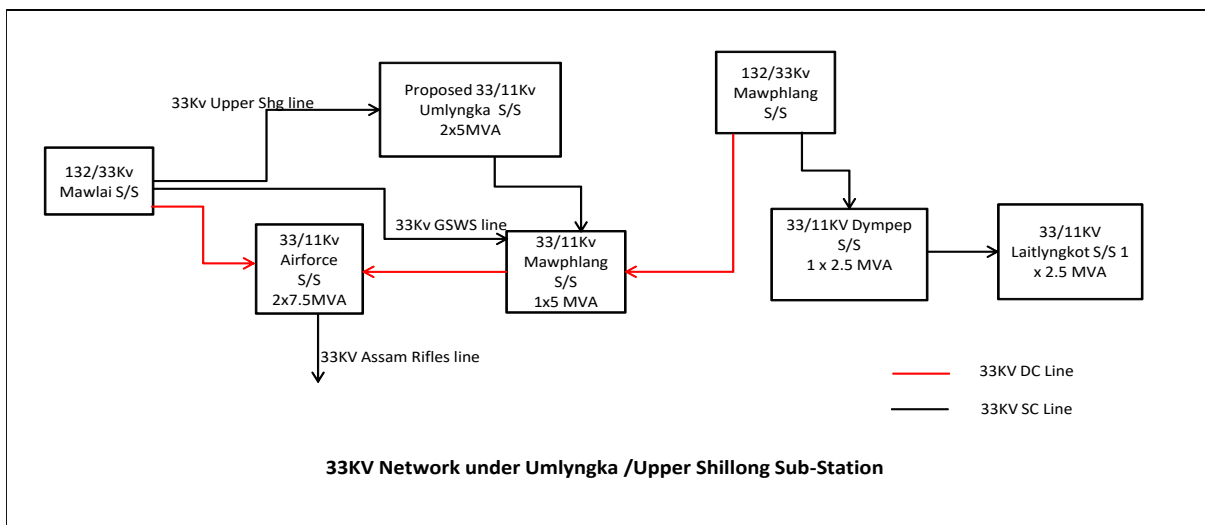 33Kv Upper Shg line
Proposed 33/11Kv
Umlyngka S/S
2x5MVA
132/33Kv
Mawphlang
S/S
132/33Kv
Mawlai S/S
33Kv GSWS line
33/11Kv
Airforce
S/S
2x7.5MVA
33/11Kv
Mawphlang
S/S
1x5 MVA
33/11KV Dympep
S/S
1 x 2.5 MVA
33/11KV
Laitlyngkot S/S 1
x 2.5 MVA
33KV Assam Rifles line
33KV DC Line
33KV SC Line
33KV Network under Umlyngka /Upper Shillong Sub-Station